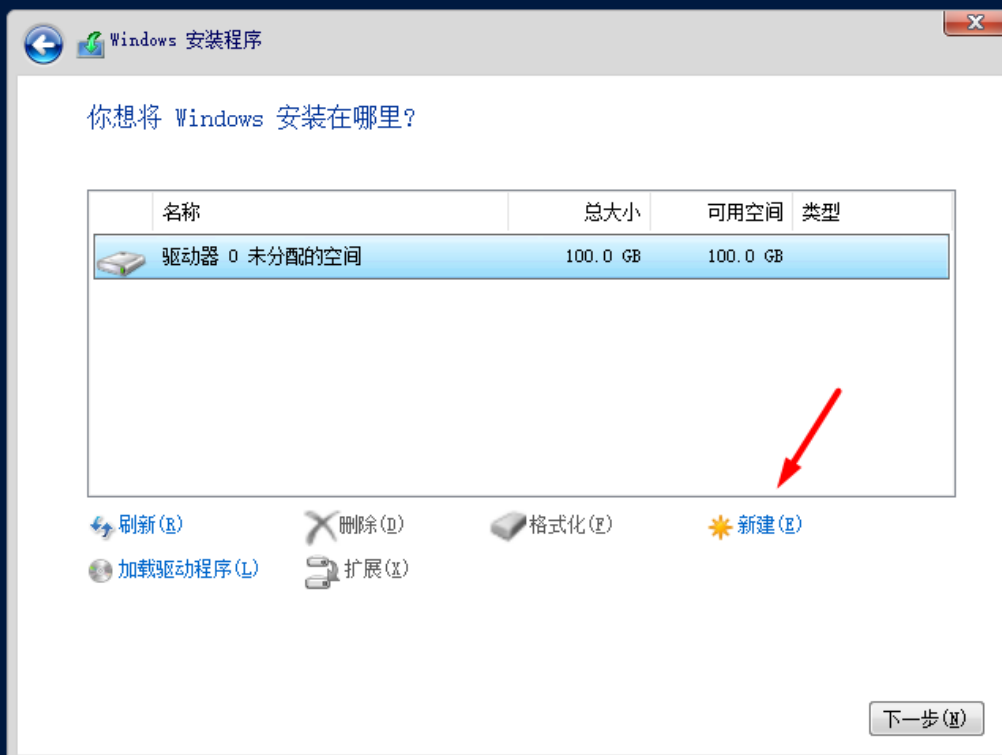 Windows 安装程序
你想将 Windows 安装在哪里?
名称 总大小 可用空间 类型
驱动器 0 未分配的空间 100.0 GB 100.0 GB
刷新(R) 删除(D) 格式化(F) 新建(E)
加载驱动程序(L) 扩展(X)
下一步(N)